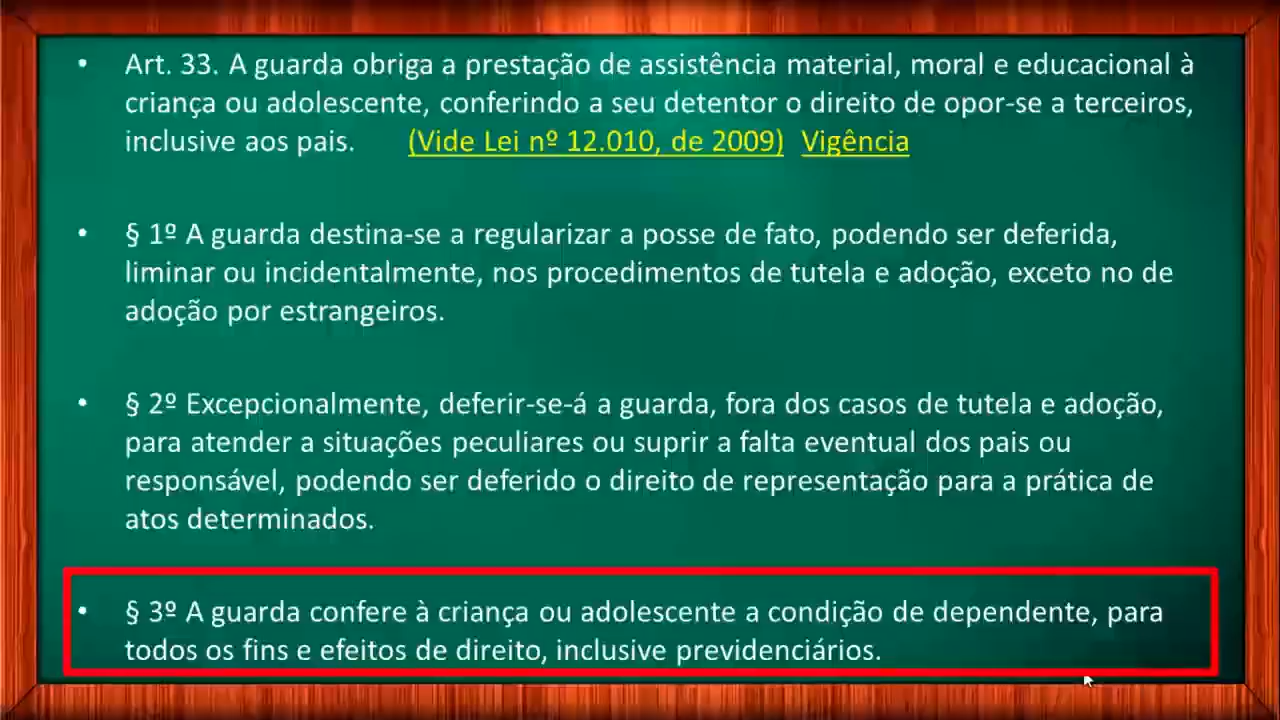 • Art. 33. A guarda obriga a prestação de assistência material, moral e educacional à
criança ou adolescente, conferindo a seu detentor o direito de opor-se a terceiros,
inclusive aos pais. (Vide Lei nº 12.010, de 2009) Vigência
• § 1º A guarda destina-se a regularizar a posse de fato, podendo ser deferida,
liminar ou incidentalmente, nos procedimentos de tutela e adoção, exceto no de
adoção por estrangeiros.
• § 2º Excepcionalmente, deferir-se-á a guarda, fora dos casos de tutela e adoção,
para atender a situações peculiares ou suprir a falta eventual dos pais ou
responsável, podendo ser deferido o direito de representação para a prática de
atos determinados.
• § 3º A guarda confere à criança ou adolescente a condição de dependente, para
todos os fins e efeitos de direito, inclusive previdenciários.